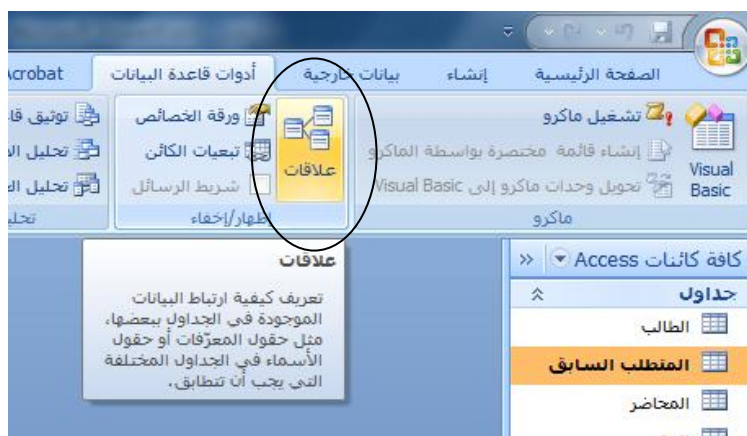 الصفحة الرئيسية
إنشاء
بيانات خارجية
أدوات قاعدة البيانات
Acrobat
Visual Basic
تشغيل ماكرو
إنشاء قائمة مختصرة بواسطة الماكرو
تحويل وحدات ماكرو إلى Visual Basic
ماكرو
علاقات
ورقة الخصائص
تبعيات الكائن
شريط الرسائل
إظهار/إخفاء
توثيق
تحليل
تحليل
كافة كائنات Access
جداول
الطالب
المتطلب السابق
المحاضر
علاقات
تعريف كيفية ارتباط البيانات
الموجودة في الجداول ببعضها،
مثل حقول المعرّفات أو حقول
الأسماء في الجداول المختلفة
التي يجب أن تتطابق.